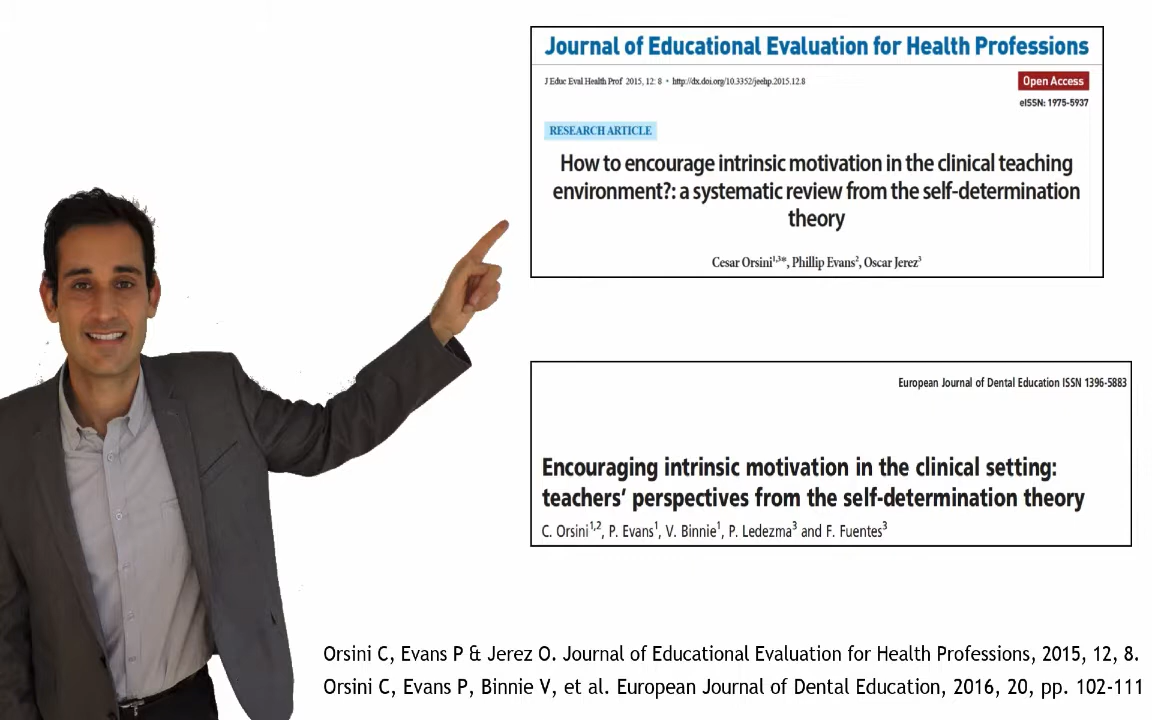 Journal of Educational Evaluation for Health Professions
J Educ Eval Health Prof 2015, 12: 8 • http://dx.doi.org/10.3352/jeehp.2015.12.8
Open Access
eISSN: 1975-5937
RESEARCH ARTICLE
How to encourage intrinsic motivation in the clinical teaching
environment?: a systematic review from the self-determination
theory
Cesar Orsini¹,³*, Phillip Evans², Oscar Jerez³
European Journal of Dental Education ISSN 1396-5883
Encouraging intrinsic motivation in the clinical setting:
teachers’ perspectives from the self-determination theory
C. Orsini¹,², P. Evans¹, V. Binnie¹, P. Ledezma³ and F. Fuentes³
Orsini C, Evans P & Jerez O. Journal of Educational Evaluation for Health Professions, 2015, 12, 8.
Orsini C, Evans P, Binnie V, et al. European Journal of Dental Education, 2016, 20, pp. 102-111